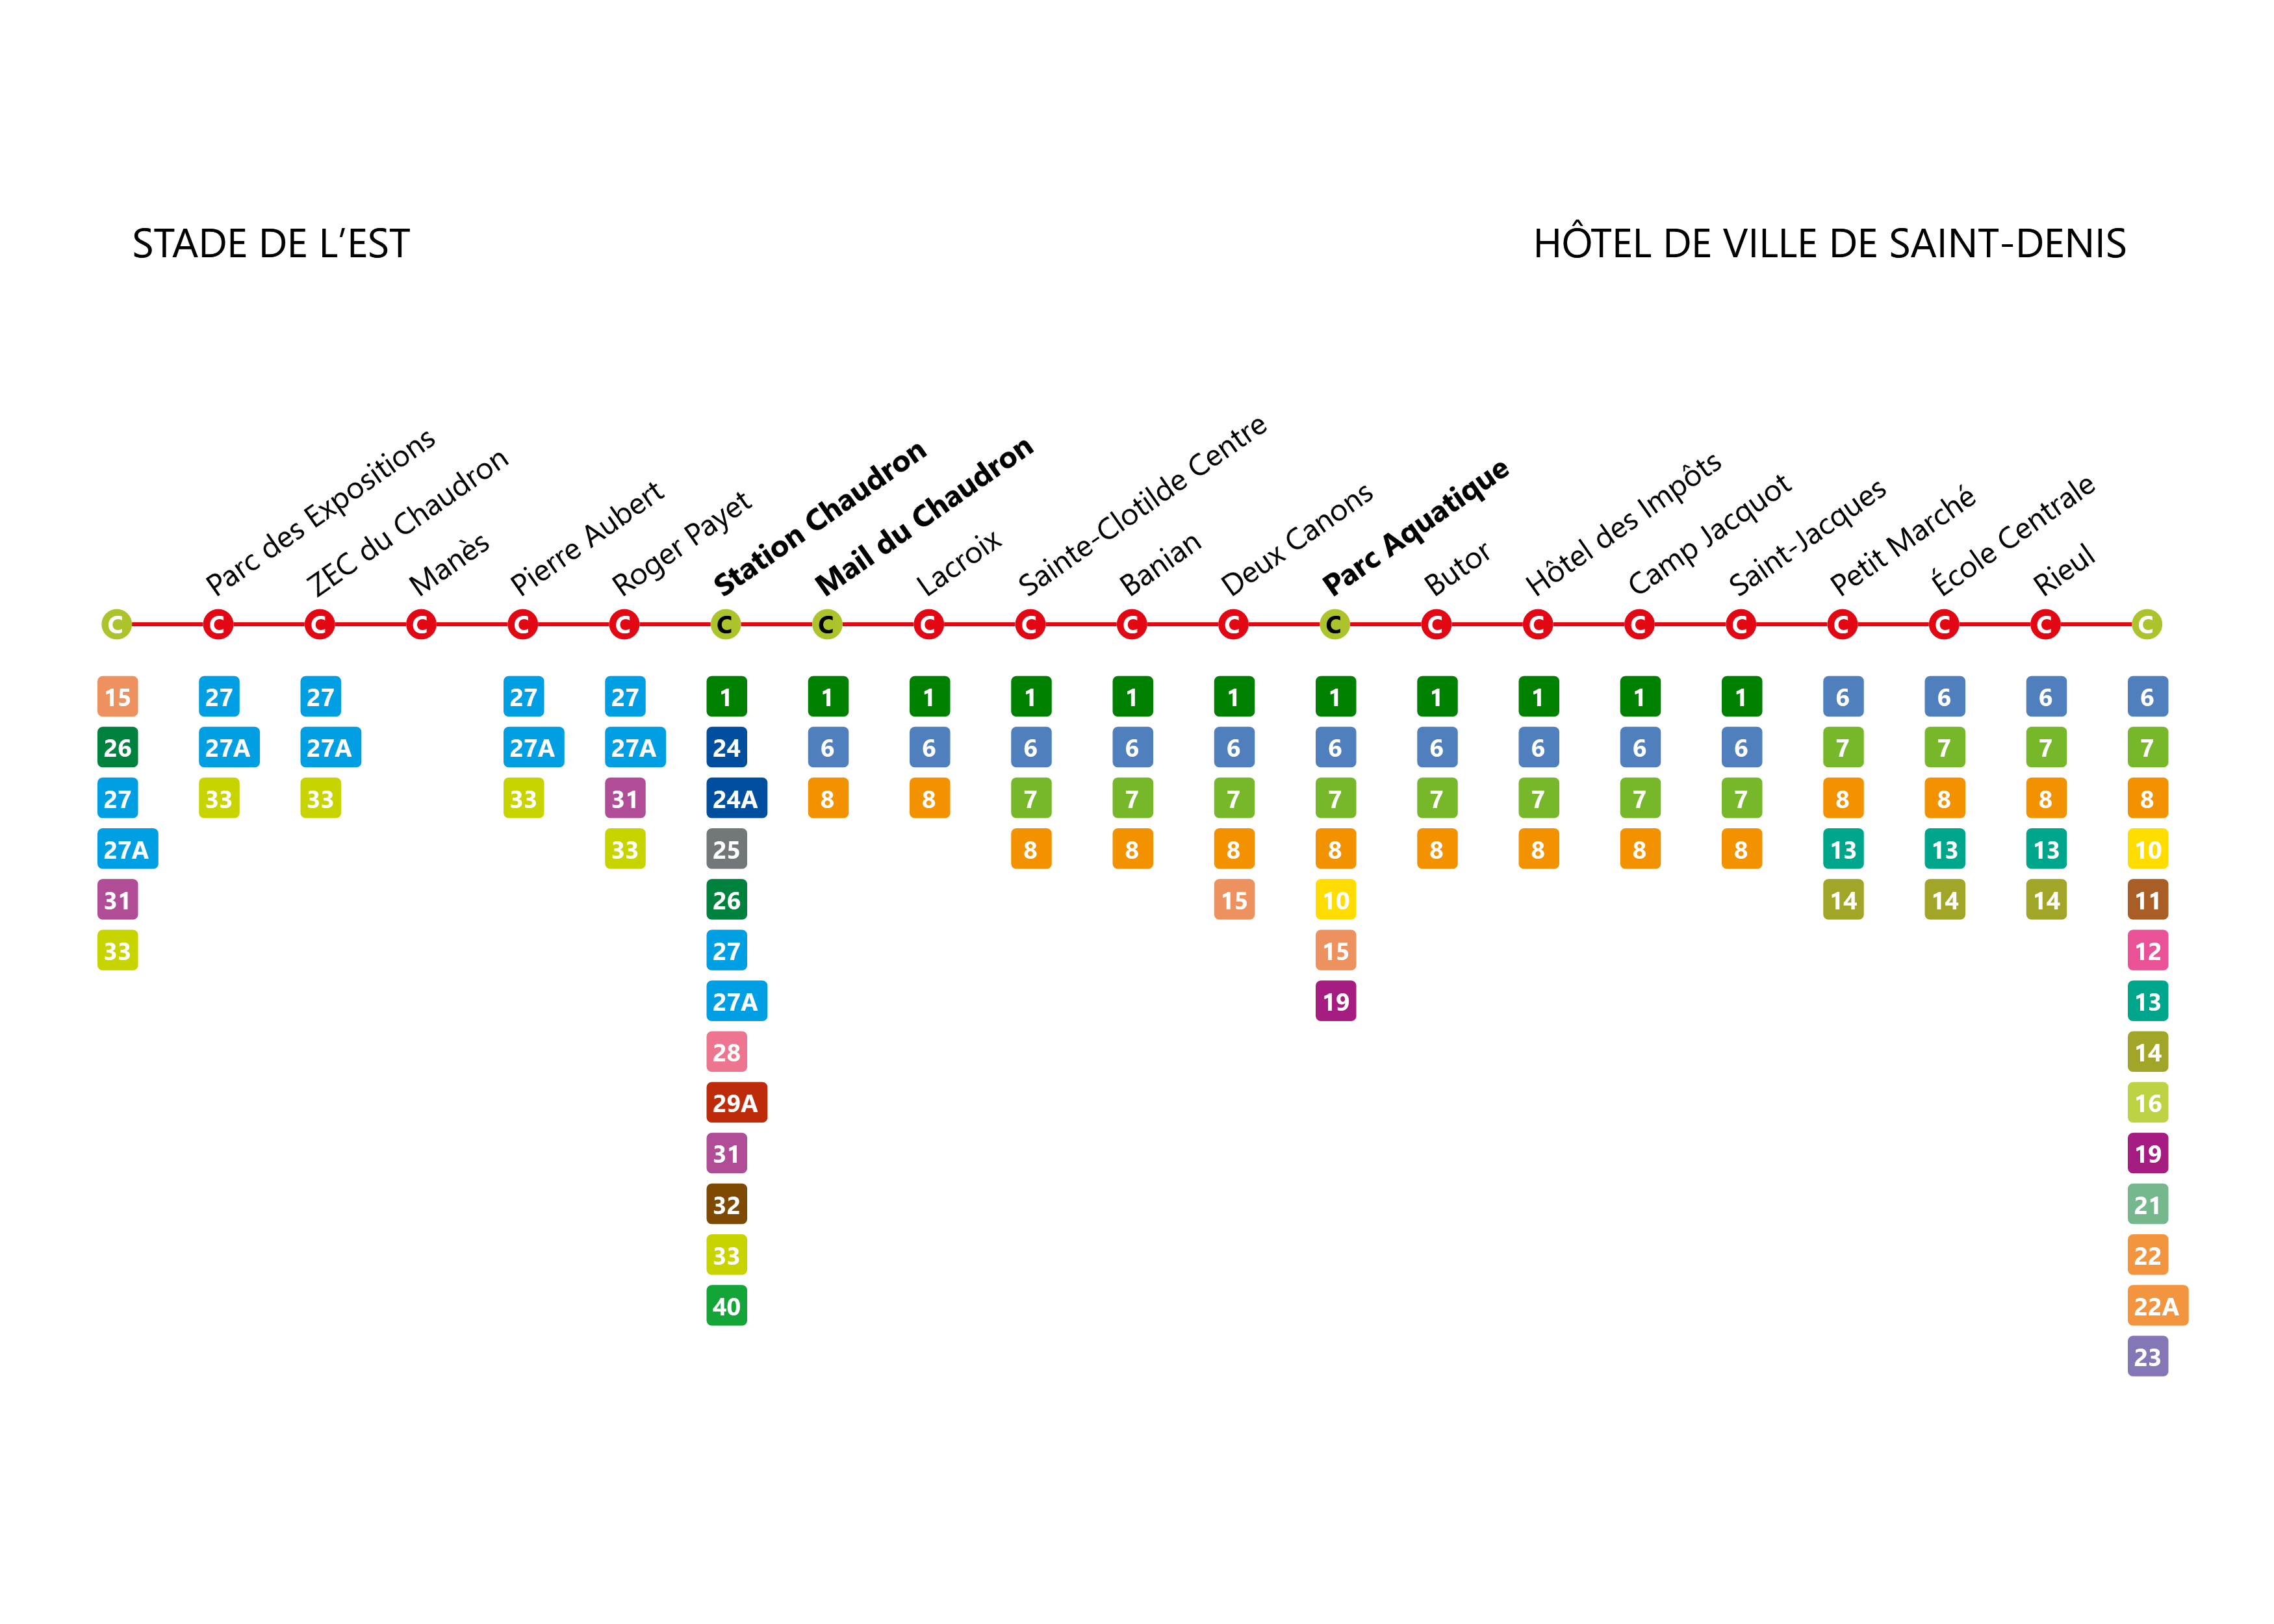 STADE DE L’EST
HÔTEL DE VILLE DE SAINT-DENIS
Parc des Expositions
ZEC du Chaudron
Manès
Pierre Aubert
Roger Payet
Station Chaudron
Mail du Chaudron
Lacroix
Sainte-Clotilde Centre
Banian
Deux Canons
Parc Aquatique
Butor
Hôtel des Impôts
Camp Jacquot
Saint-Jacques
Petit Marché
École Centrale
Rieul
C C C C C C C C C C C C C C C C C C C C C
15 27 27 27 27 1 1 1 1 1 1 1 1 1 1 1 6 6 6 6
26 27A 27A 27A 27A 24 6 6 6 6 6 6 6 6 6 6 7 7 7 7
27 33 33 33 31 24A 8 8 7 7 7 7 7 7 7 7 8 8 8 8
27A 33 25 8 8 8 8 8 8 8 8 13 13 13 10
31 26 15 10 14 14 14 11
33 27 15 12
27A 19 13
28 14
29A 16
31 19
32 21
33 22
40 22A
23